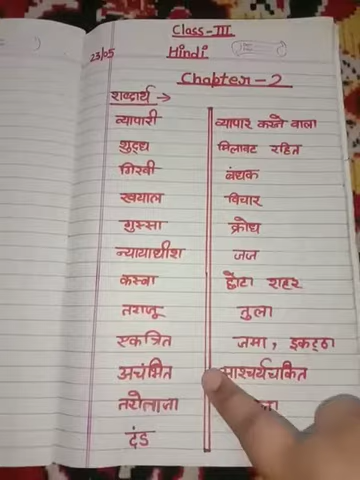 Class-III
23/05 Hindi
Chapter-2
शब्दार्थ →
व्यापारी व्यापार करने वाला
शुद्ध मिलावट रहित
गिरवी बंधक
ख्याल विचार
गुस्सा क्रोध
न्यायाधीश जज
कस्बा छोटा शहर
तराजू तुला
एकत्रित जमा, इकट्ठा
अचंभित आश्चर्यचकित
तरोताजा
दंड